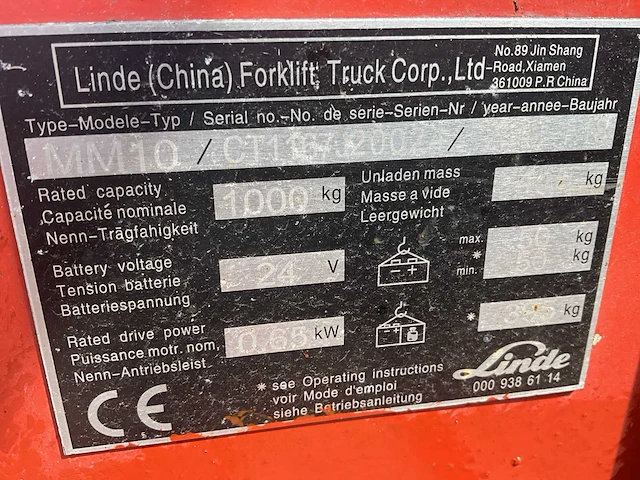 Linde (China) Forklift Truck Corp.,Ltd
No.89 Jin Shang
Road,Xiamen
361009 P.R China
Type-Modele-Typ / Serial no.-No. de serie-Serien-Nr / year-annee-Baujahr
MM10 / /
Rated capacity
Capacité nominale
Nenn-Trägfahigkeit
1000 kg
Unladen mass
Masse a vide
Leergewicht
kg
Battery voltage
Tension batterie
Batteriespannung
24 V
max. kg
* min. kg
Rated drive power
Puissance motr. nom,
Nenn-Antriebsleist
0.65 kW
* kg
CE
* see Operating instructions
voir Mode d'emploi
siehe Betriebsanleitung
Linde
000 938 61 14